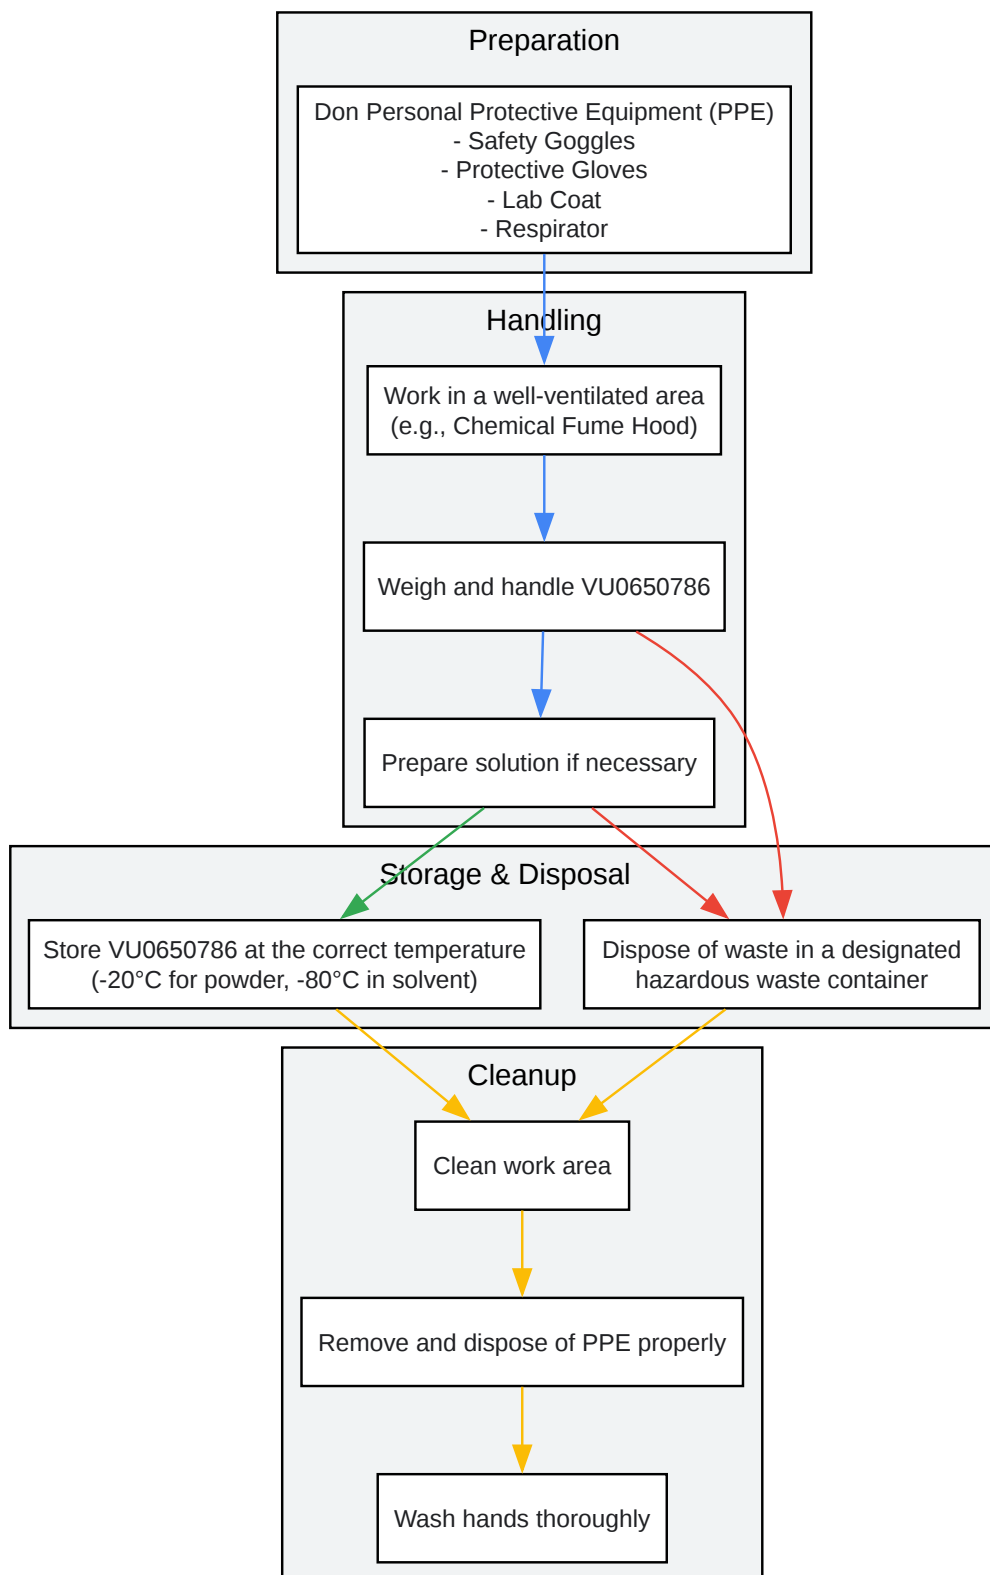 Preparation
Don Personal Protective Equipment (PPE)
- Safety Goggles
- Protective Gloves
- Lab Coat
- Respirator
Handling
Work in a well-ventilated area
(e.g., Chemical Fume Hood)
Weigh and handle VU0650786
Prepare solution if necessary
Storage & Disposal
Store VU0650786 at the correct temperature
(-20°C for powder, -80°C in solvent)
Dispose of waste in a designated
hazardous waste container
Cleanup
Clean work area
Remove and dispose of PPE properly
Wash hands thoroughly